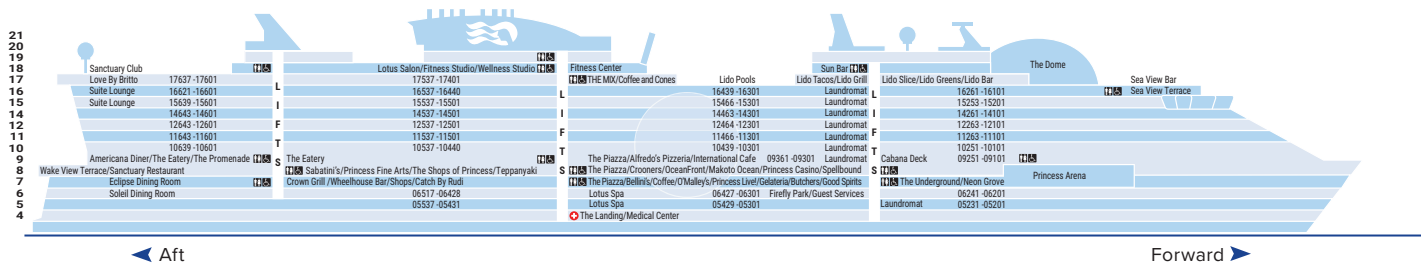 21
20
19
18 Sanctuary Club Lotus Salon/Fitness Studio/Wellness Studio Fitness Center Sun Bar The Dome
17 Love By Britto 17637 -17601 17537 -17401 THE MIX/Coffee and Cones Lido Pools Lido Tacos/Lido Grill Lido Slice/Lido Greens/Lido Bar Sea View Bar
16 Suite Lounge 16621 -16601 16537 -16440 16439 -16301 Laundromat 16261 -16101 Sea View Terrace
15 Suite Lounge 15639 -15601 15537 -15501 15466 -15301 Laundromat 15253 -15201
14 14643 -14601 14537 -14501 14463 -14301 Laundromat 14261 -14101
12 12643 -12601 12537 -12501 12464 -12301 Laundromat 12263 -12101
11 11643 -11601 11537 -11501 11466 -11301 Laundromat 11263 -11101
10 10639 -10601 10537 -10440 10439 -10301 Laundromat 10251 -10101
LIFTS LIFTS LIFTS
9 Americana Diner/The Eatery/The Promenade The Eatery The Piazza/Alfredo's Pizzeria/International Cafe 09361 -09301 Laundromat Cabana Deck 09251 -09101
8 Wake View Terrace/Sanctuary Restaurant Sabatini's/Princess Fine Arts/The Shops of Princess/Teppanyaki The Piazza/Crooners/OceanFront/Makoto Ocean/Princess Casino/Spellbound Princess Arena
7 Eclipse Dining Room Crown Grill /Wheelhouse Bar/Shops/Catch By Rudi The Piazza/Bellini's/Coffee/O'Malley's/Princess Live!/Gelateria/Butchers/Good Spirits The Underground/Neon Grove
6 Soleil Dining Room 06517 -06428 Lotus Spa 06427 -06301 Firefly Park/Guest Services 06241 -06201
5 05537 -05431 Lotus Spa 05429 -05301 Laundromat 05231 -05201
4 The Landing/Medical Center
Aft Forward